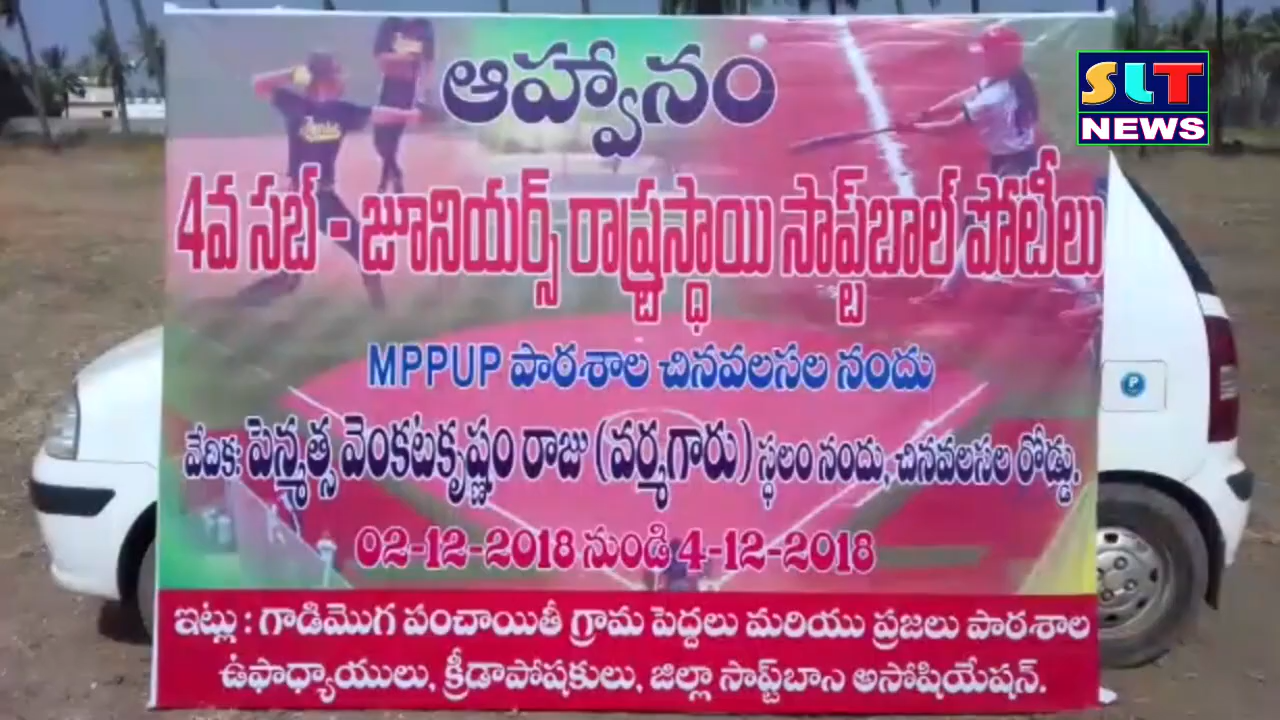 SLT
NEWS
ఆహ్వానం
4వ సబ్ - జూనియర్స్ రాష్ట్రస్థాయి సాఫ్ట్‌బాల్ పోటీలు
MPPUP పాఠశాల చినవలసల నందు
వేదిక: పెన్మత్స వెంకటకృష్ణం రాజు (వర్మగారు) స్థలం నందు, చినవలసల రోడ్డు.
02-12-2018 నుండి 4-12-2018
ఇట్లు : గాడిమొగ పంచాయితీ గ్రామ పెద్దలు మరియు ప్రజలు పాఠశాల
ఉపాధ్యాయులు, క్రీడాపోషకులు, జిల్లా సాఫ్ట్‌బాస అసోషియేషన్.